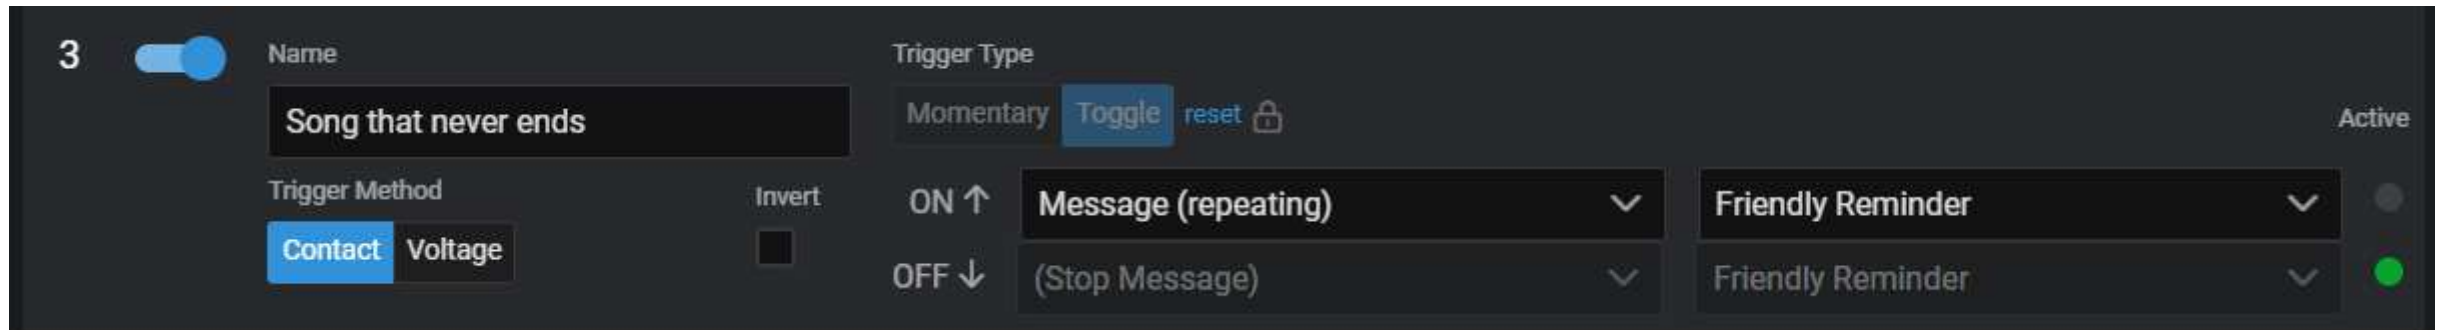 3
Name
Trigger Type
Song that never ends
Momentary Toggle reset
Active
Trigger Method
Invert
ON ↑ Message (repeating) Friendly Reminder
Contact Voltage
OFF ↓ (Stop Message) Friendly Reminder